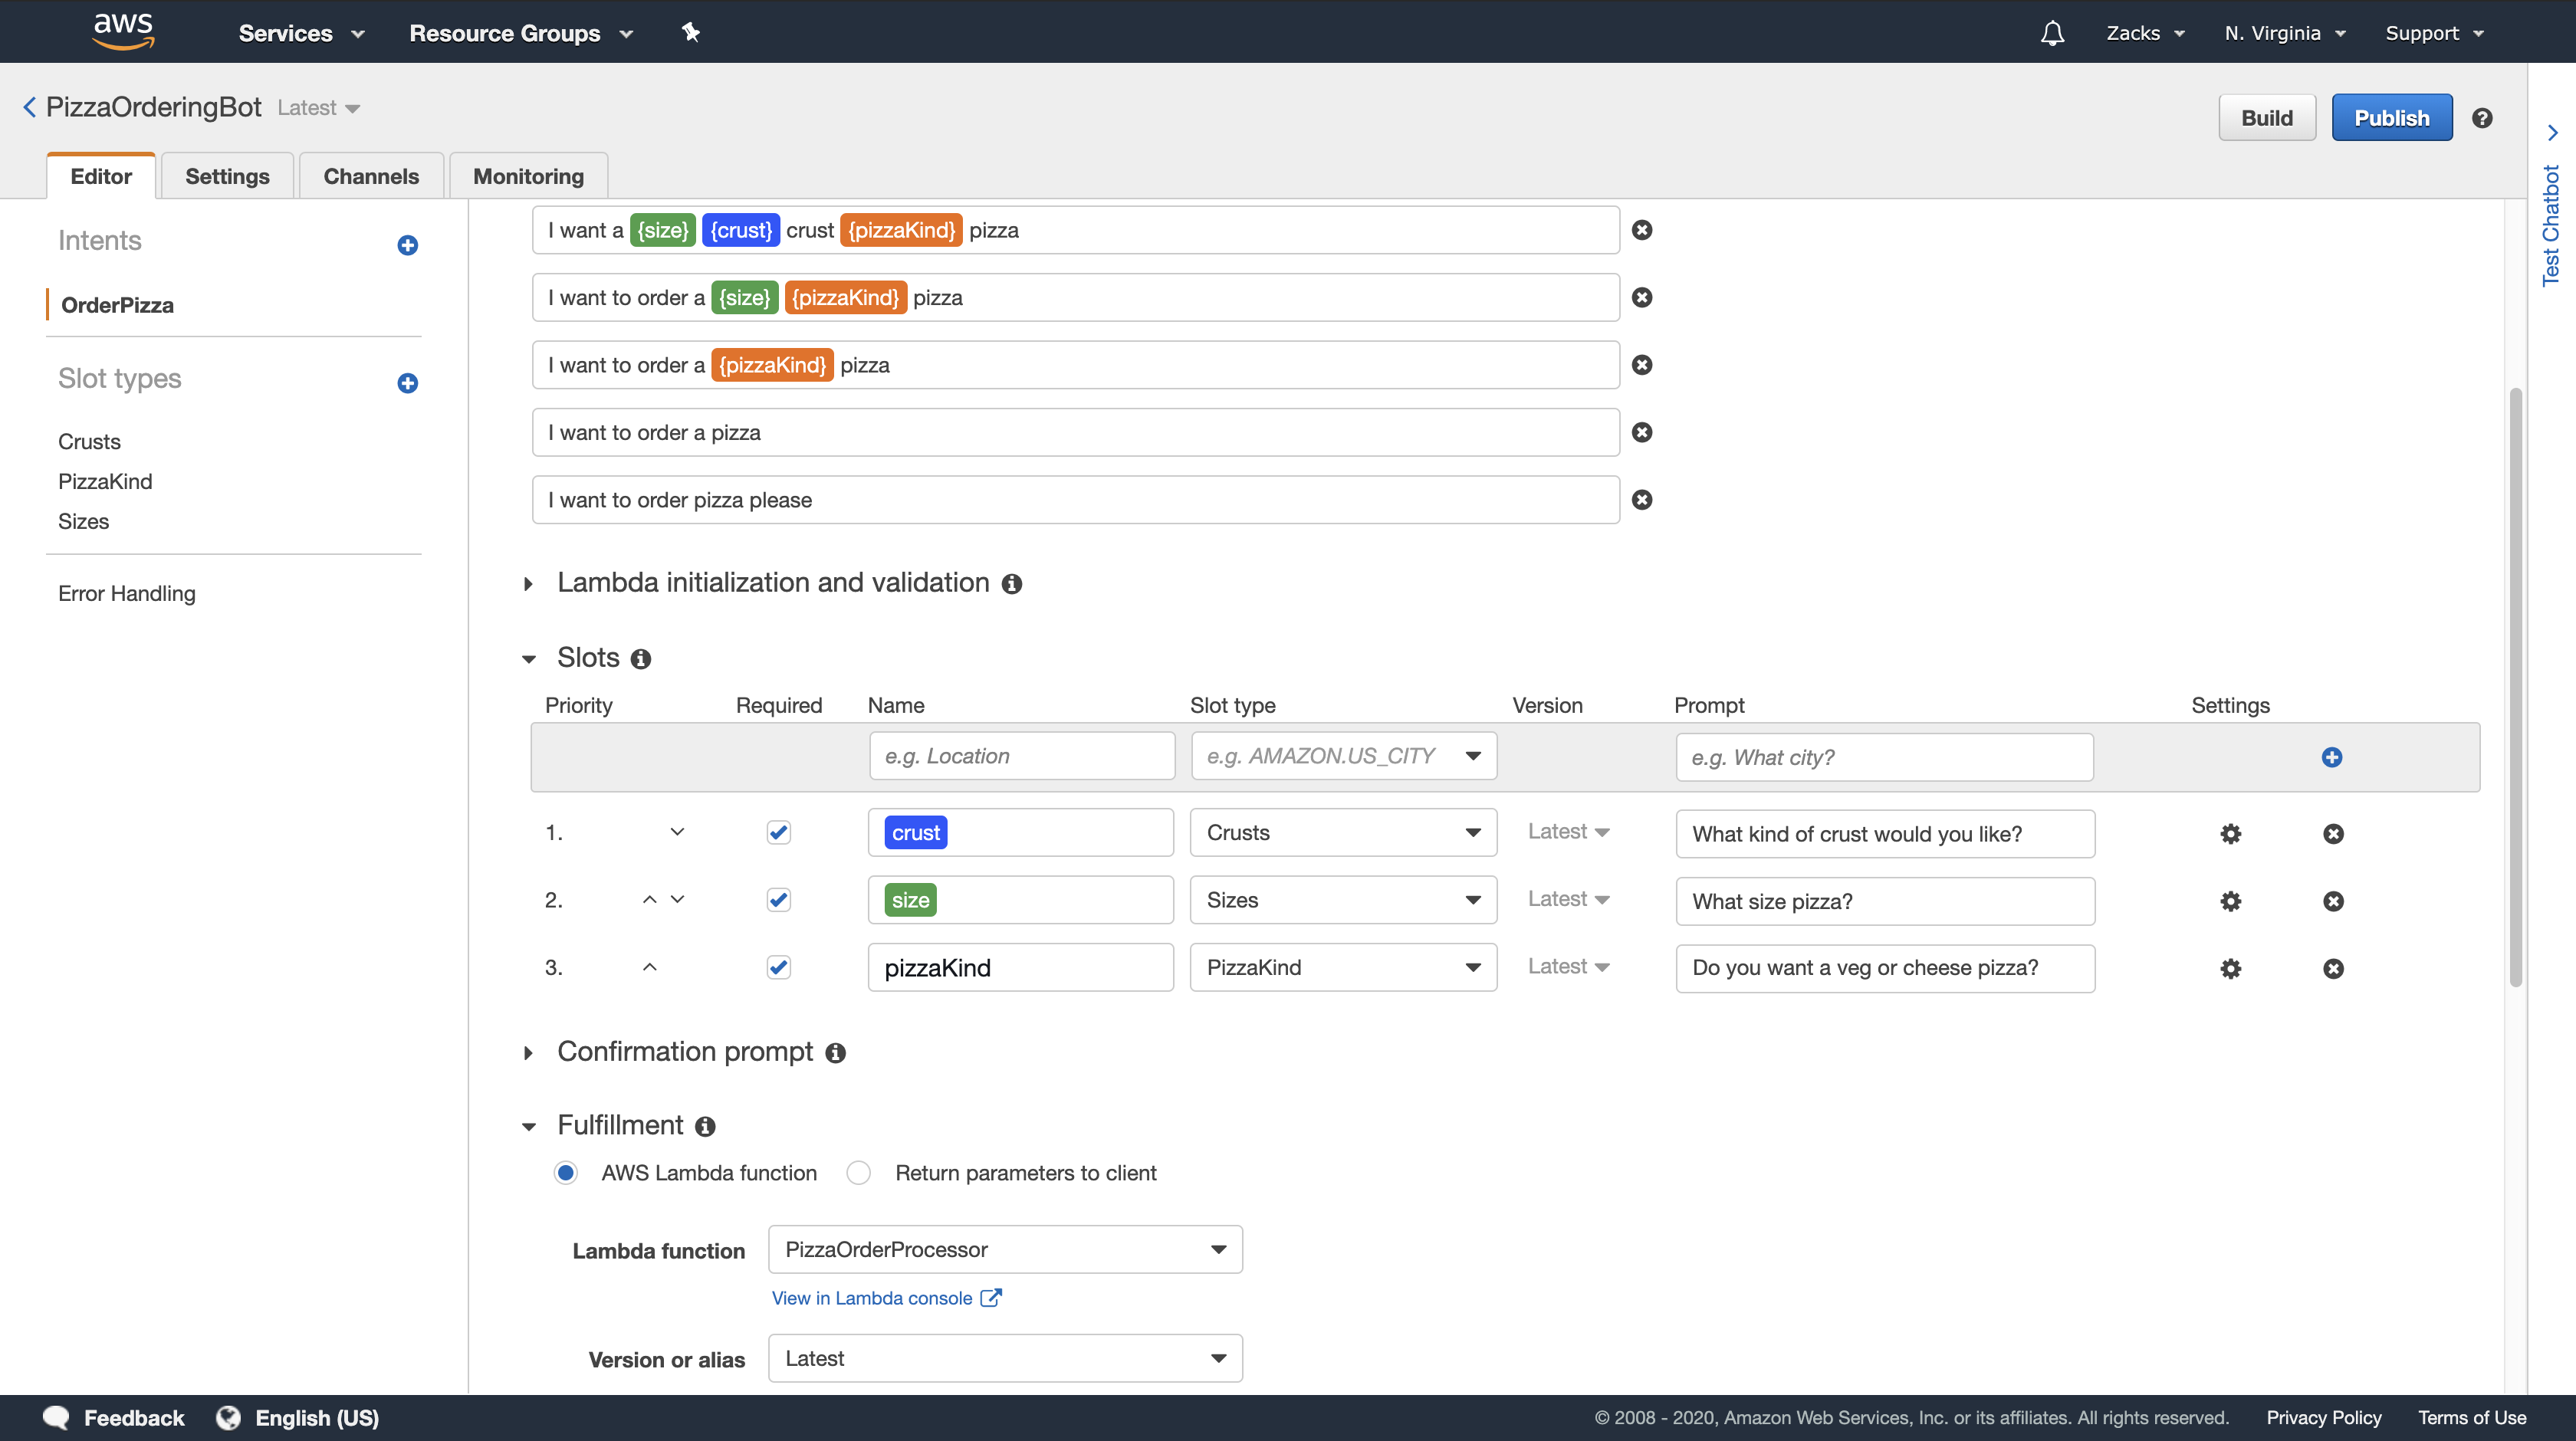 aws Services Resource Groups Zacks N. Virginia Support
PizzaOrderingBot Latest Build Publish
Test Chatbot
Editor Settings Channels Monitoring
Intents
OrderPizza
Slot types
Crusts
PizzaKind
Sizes
Error Handling
I want a {size} {crust} crust {pizzaKind} pizza
I want to order a {size} {pizzaKind} pizza
I want to order a {pizzaKind} pizza
I want to order a pizza
I want to order pizza please
Lambda initialization and validation
Slots
Priority Required Name Slot type Version Prompt Settings
e.g. Location e.g. AMAZON.US_CITY e.g. What city?
1. crust Crusts Latest What kind of crust would you like?
2. size Sizes Latest What size pizza?
3. pizzaKind PizzaKind Latest Do you want a veg or cheese pizza?
Confirmation prompt
Fulfillment
AWS Lambda function Return parameters to client
Lambda function PizzaOrderProcessor
View in Lambda console
Version or alias Latest
Feedback English (US) © 2008 - 2020, Amazon Web Services, Inc. or its affiliates. All rights reserved. Privacy Policy Terms of Use